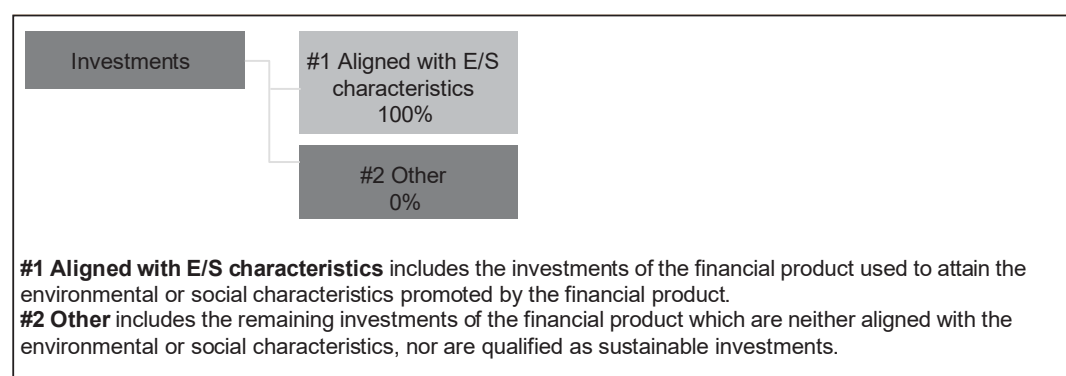 Investments
#1 Aligned with E/S
characteristics
100%
#2 Other
0%
#1 Aligned with E/S characteristics includes the investments of the financial product used to attain the
environmental or social characteristics promoted by the financial product.
#2 Other includes the remaining investments of the financial product which are neither aligned with the
environmental or social characteristics, nor are qualified as sustainable investments.